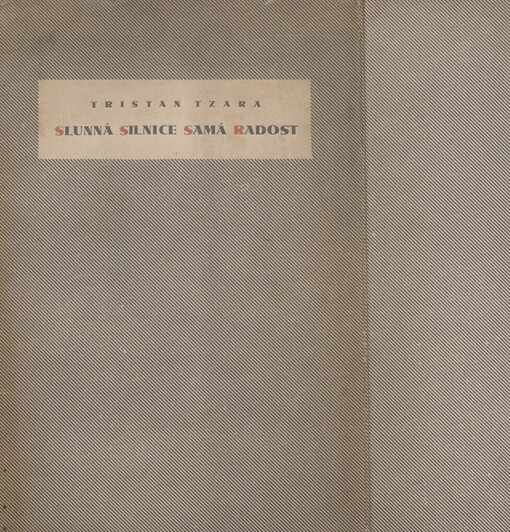 TRISTAN TZARA
SLUNNÁ SILNICE SAMÁ RADOST